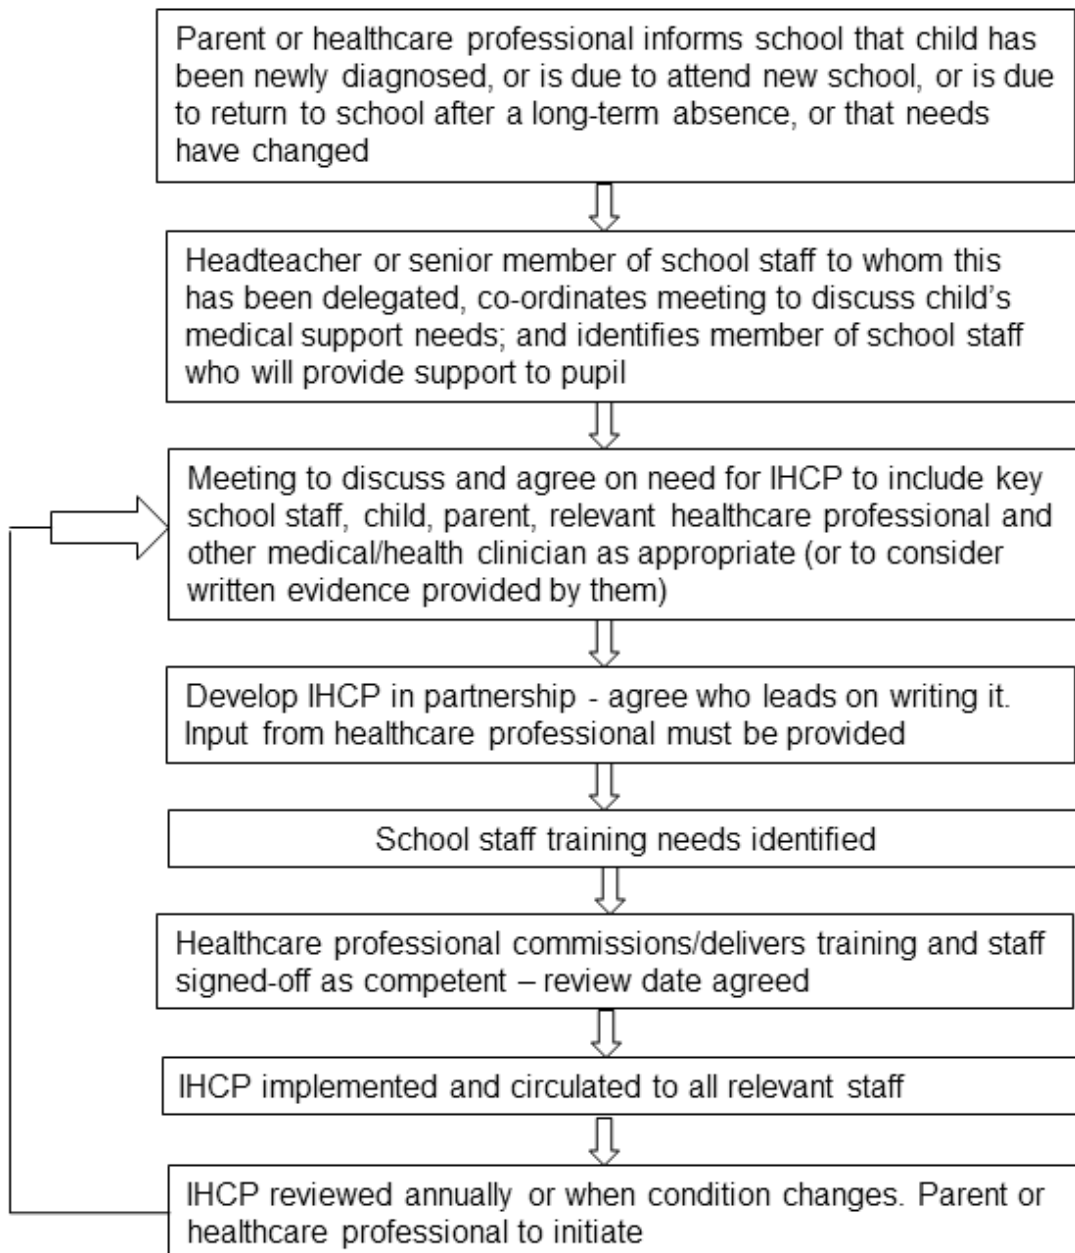 Parent or healthcare professional informs school that child has
been newly diagnosed, or is due to attend new school, or is due
to return to school after a long-term absence, or that needs
have changed
Headteacher or senior member of school staff to whom this
has been delegated, co-ordinates meeting to discuss child's
medical support needs; and identifies member of school staff
who will provide support to pupil
Meeting to discuss and agree on need for IHCP to include key
school staff, child, parent, relevant healthcare professional and
other medical/health clinician as appropriate (or to consider
written evidence provided by them)
Develop IHCP in partnership - agree who leads on writing it.
Input from healthcare professional must be provided
School staff training needs identified
Healthcare professional commissions/delivers training and staff
signed-off as competent – review date agreed
IHCP implemented and circulated to all relevant staff
IHCP reviewed annually or when condition changes. Parent or
healthcare professional to initiate